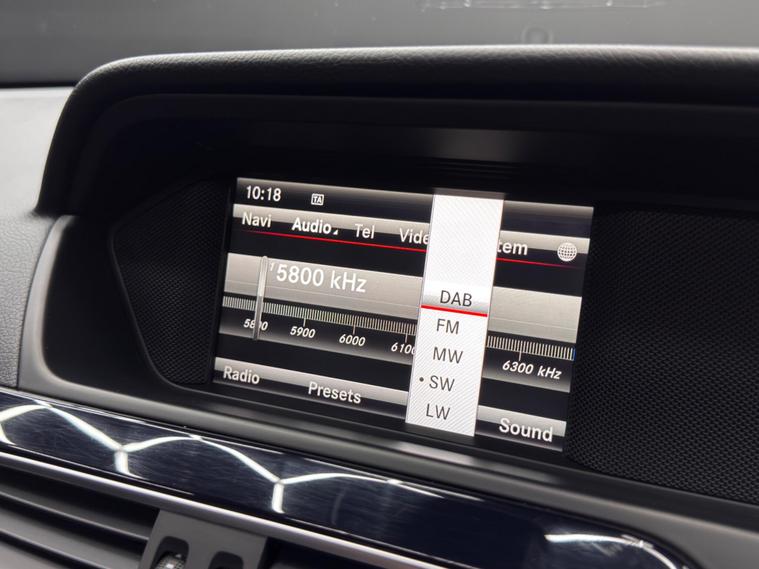 10:18 TA
Navi Audio Tel Vide tem
5800 kHz
5800 5900 6000 610 6300 kHz
DAB
FM
MW
• SW
LW
Radio Presets Sound